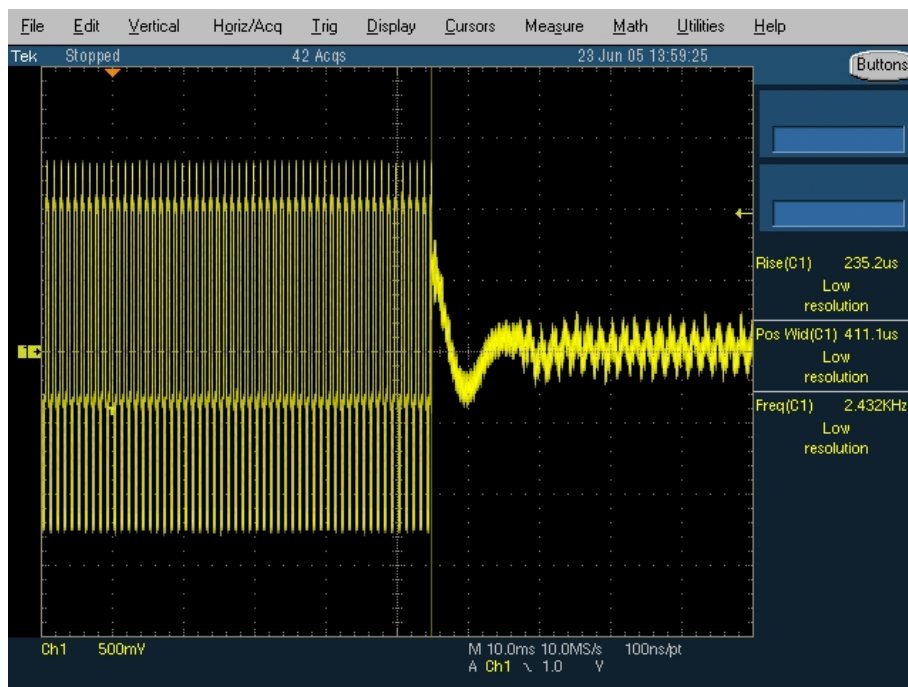 File Edit Vertical Horiz/Acq Trig Display Cursors Measure Math Utilities Help
Tek Stopped 42 Acqs 23 Jun 05 13:59:25
Buttons
Rise(C1) 235.2us
Low
resolution
1
Pos Wid(C1) 411.1us
Low
resolution
Freq(C1) 2.432KHz
Low
resolution
Ch1 500mV M 10.0ms 10.0MS/s 100ns/pt
A Ch1 1.0 V